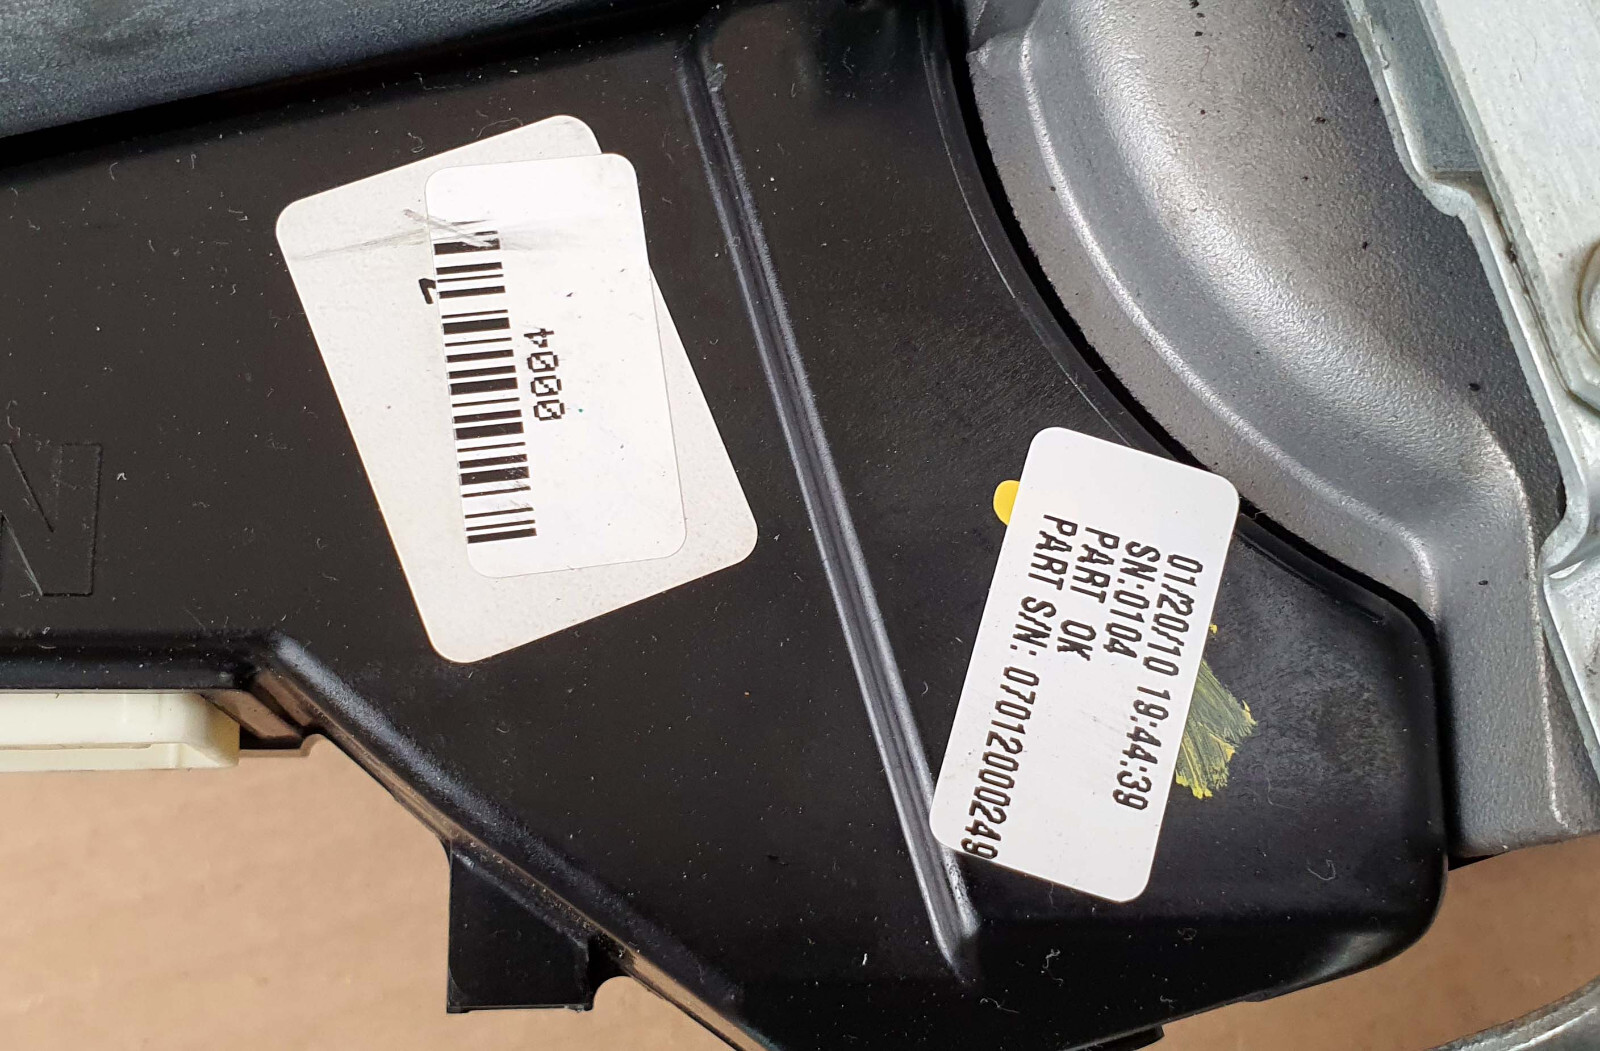 N
0004
01/20/10 19:44:39
SN:0104
PART OK
PART S/N: 0701200249